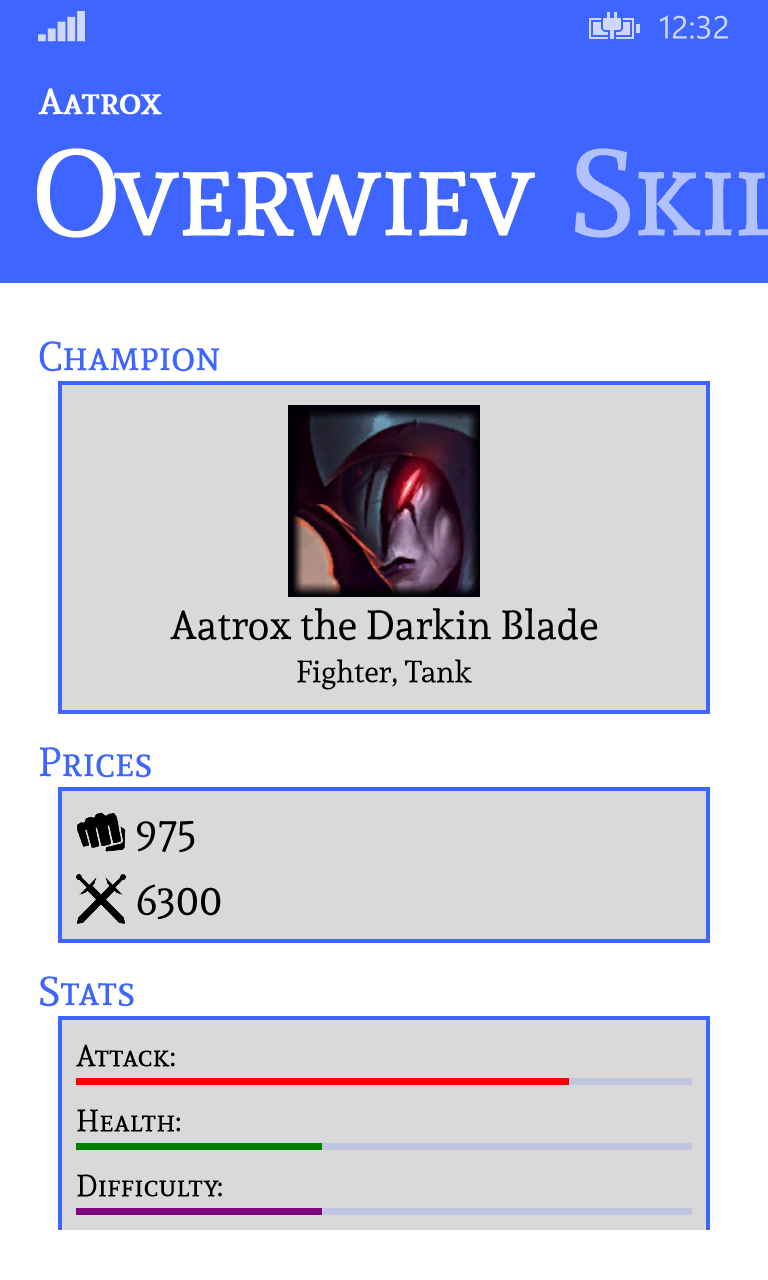 12:32
Aatrox
Overwiev Skil
Champion
Aatrox the Darkin Blade
Fighter, Tank
Prices
975
6300
Stats
Attack:
Health:
Difficulty: